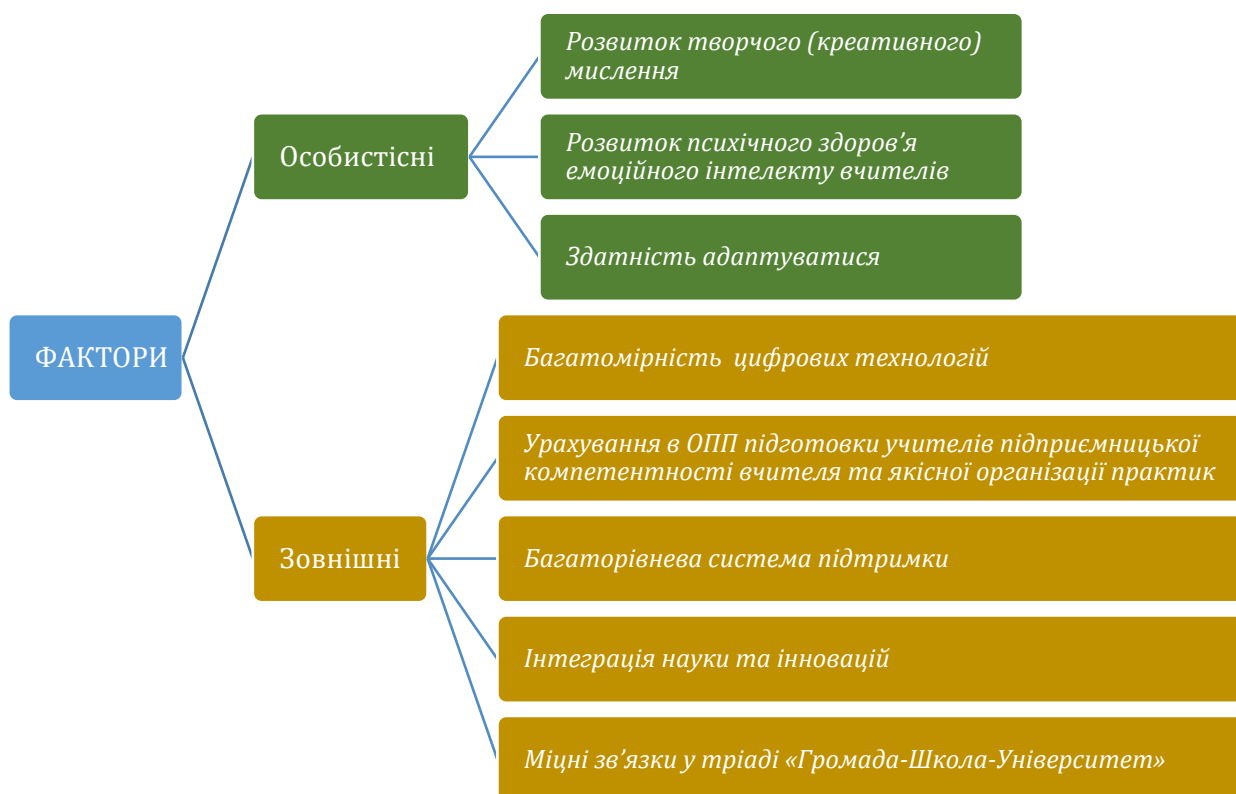 ФАКТОРИ
Особистісні
Розвиток творчого (креативного)
мислення
Розвиток психічного здоров’я
емоційного інтелекту вчителів
Здатність адаптуватися
Зовнішні
Багатомірність цифрових технологій
Урахування в ОПП підготовки учителів підприємницької
компетентності вчителя та якісної організації практик
Багаторівнева система підтримки
Інтеграція науки та інновацій
Міцні зв’язки у тріаді «Громада-Школа-Університет»